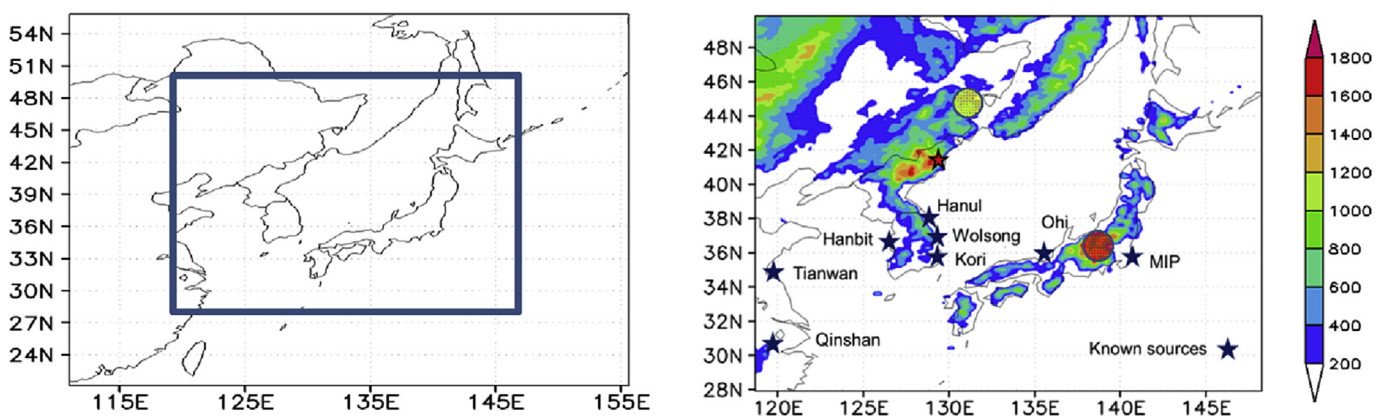 54N
51N
48N
45N
42N
39N
36N
33N
30N
27N
24N
115E
125E
135E
145E
155E
48N
46N
44N
42N
40N
38N
36N
34N
32N
30N
28N
Hanul
Ohi
Hanbit
Wolsong
Kori
MIP
Tianwan
Qinshan
Known sources
120E
125E
130E
135E
140E
145E
1800
1600
1400
1200
1000
800
600
400
200